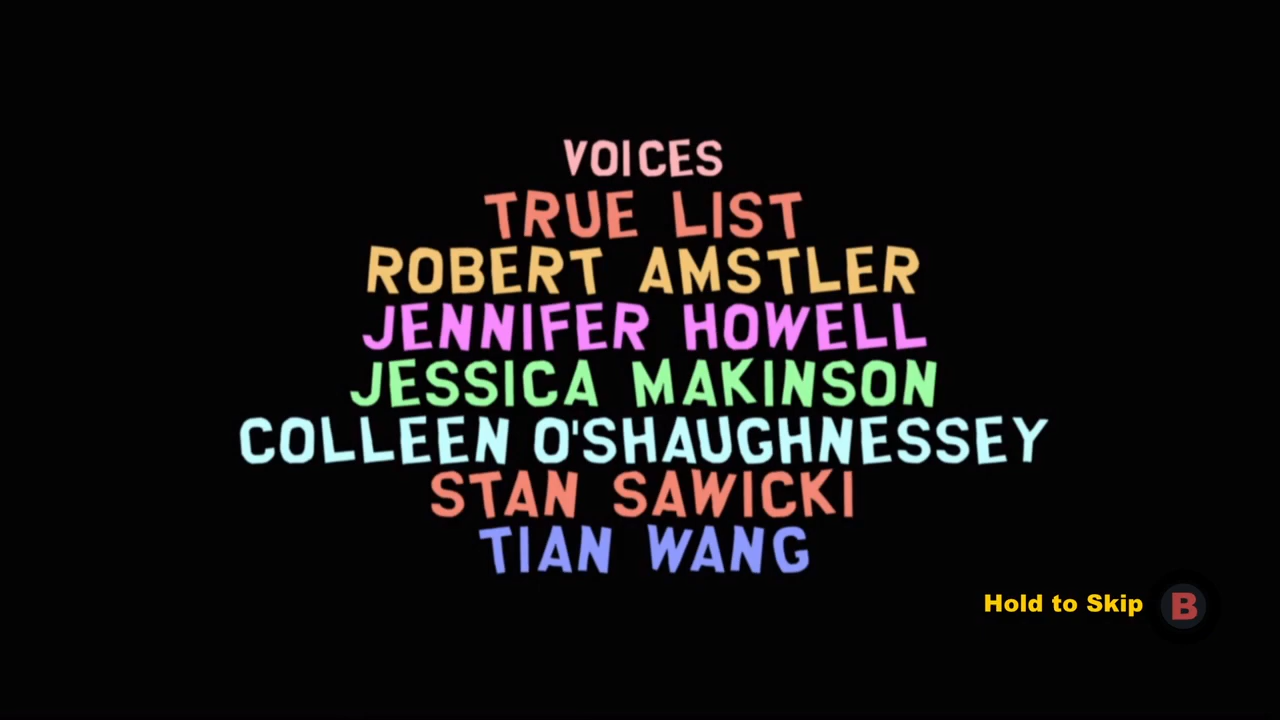 VOICES
TRUE LIST
ROBERT AMSTLER
JENNIFER HOWELL
JESSICA MAKINSON
COLLEEN O'SHAUGHNESSEY
STAN SAWICKI
TIAN WANG
Hold to Skip B